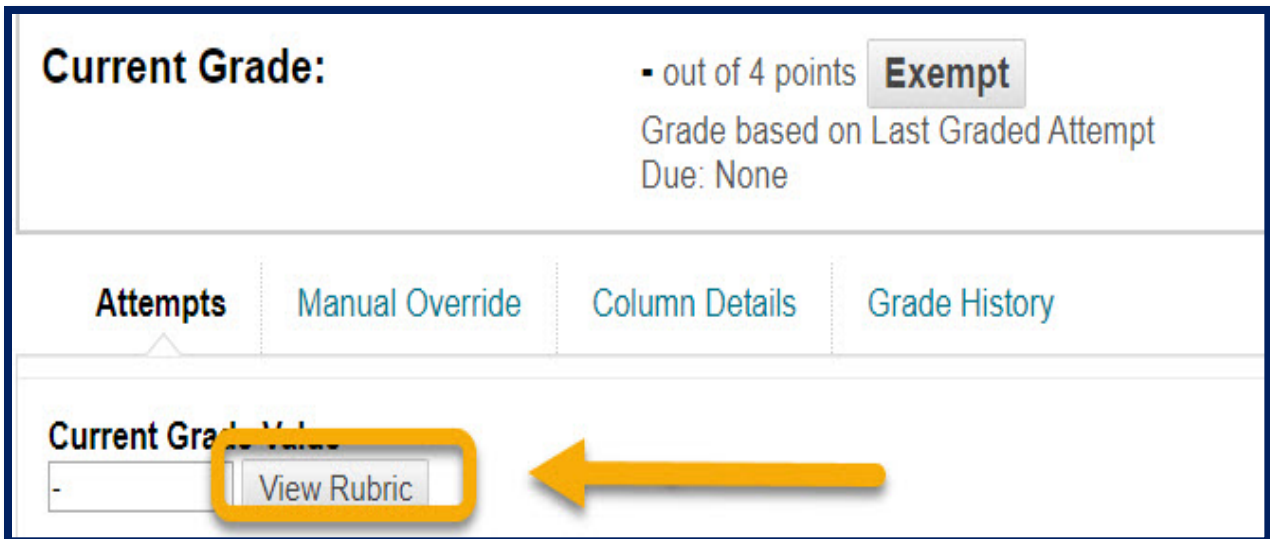 Current Grade:
- out of 4 points Exempt
Grade based on Last Graded Attempt
Due: None
Attempts Manual Override Column Details Grade History
Current Grade Value
- View Rubric